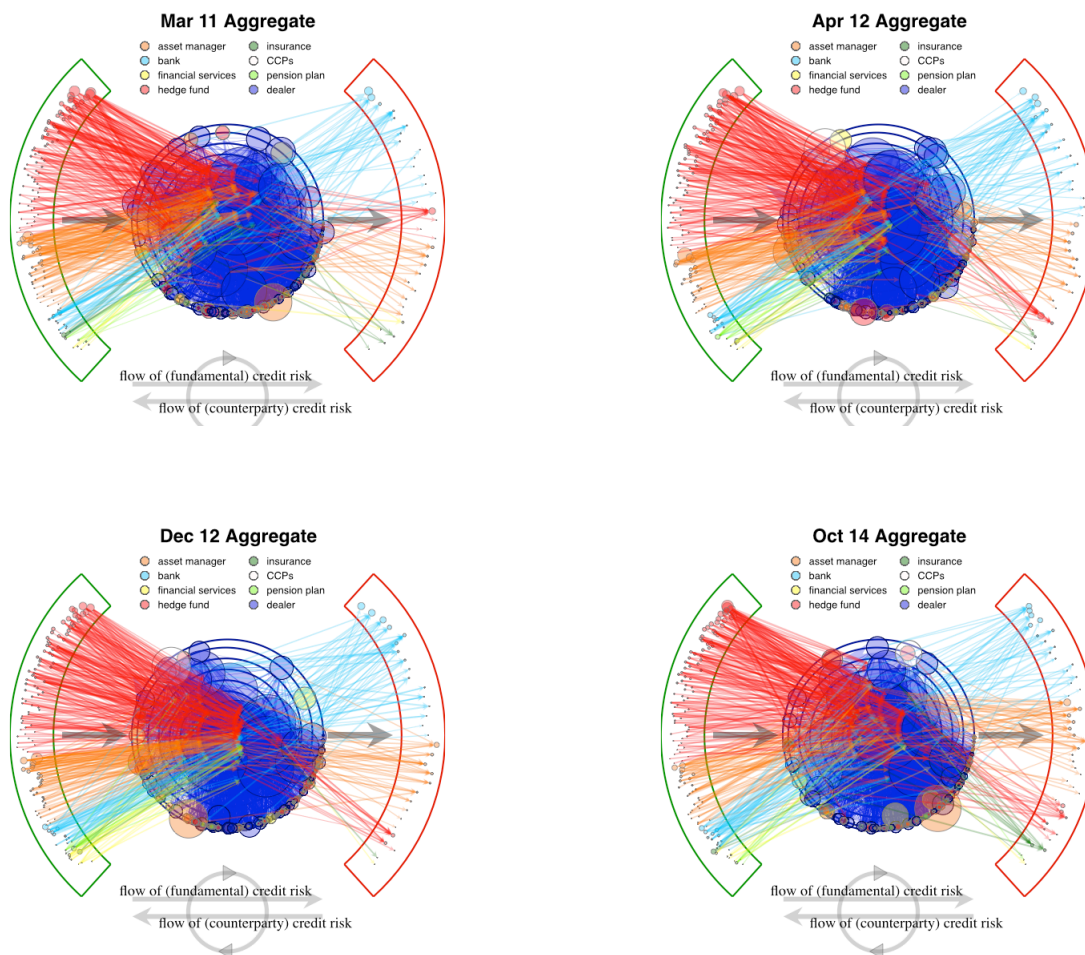 Mar 11 Aggregate
asset manager
insurance
bank
CCPs
financial services
pension plan
hedge fund
dealer
flow of (fundamental) credit risk
flow of (counterparty) credit risk
Apr 12 Aggregate
asset manager
insurance
bank
CCPs
financial services
pension plan
hedge fund
dealer
flow of (fundamental) credit risk
flow of (counterparty) credit risk
Dec 12 Aggregate
asset manager
insurance
bank
CCPs
financial services
pension plan
hedge fund
dealer
flow of (fundamental) credit risk
flow of (counterparty) credit risk
Oct 14 Aggregate
asset manager
insurance
bank
CCPs
financial services
pension plan
hedge fund
dealer
flow of (fundamental) credit risk
flow of (counterparty) credit risk